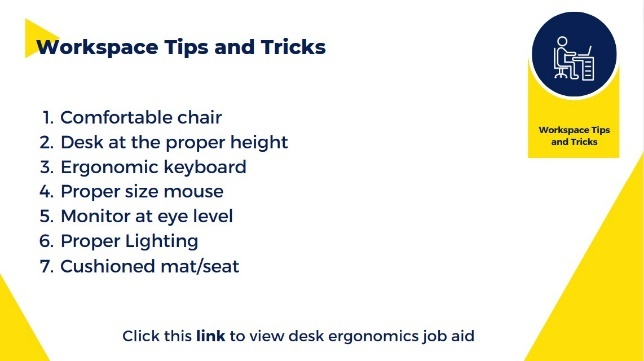 Workspace Tips and Tricks
1. Comfortable chair
2. Desk at the proper height
3. Ergonomic keyboard
4. Proper size mouse
5. Monitor at eye level
6. Proper Lighting
7. Cushioned mat/seat
Click this link to view desk ergonomics job aid
Workspace Tips
and Tricks